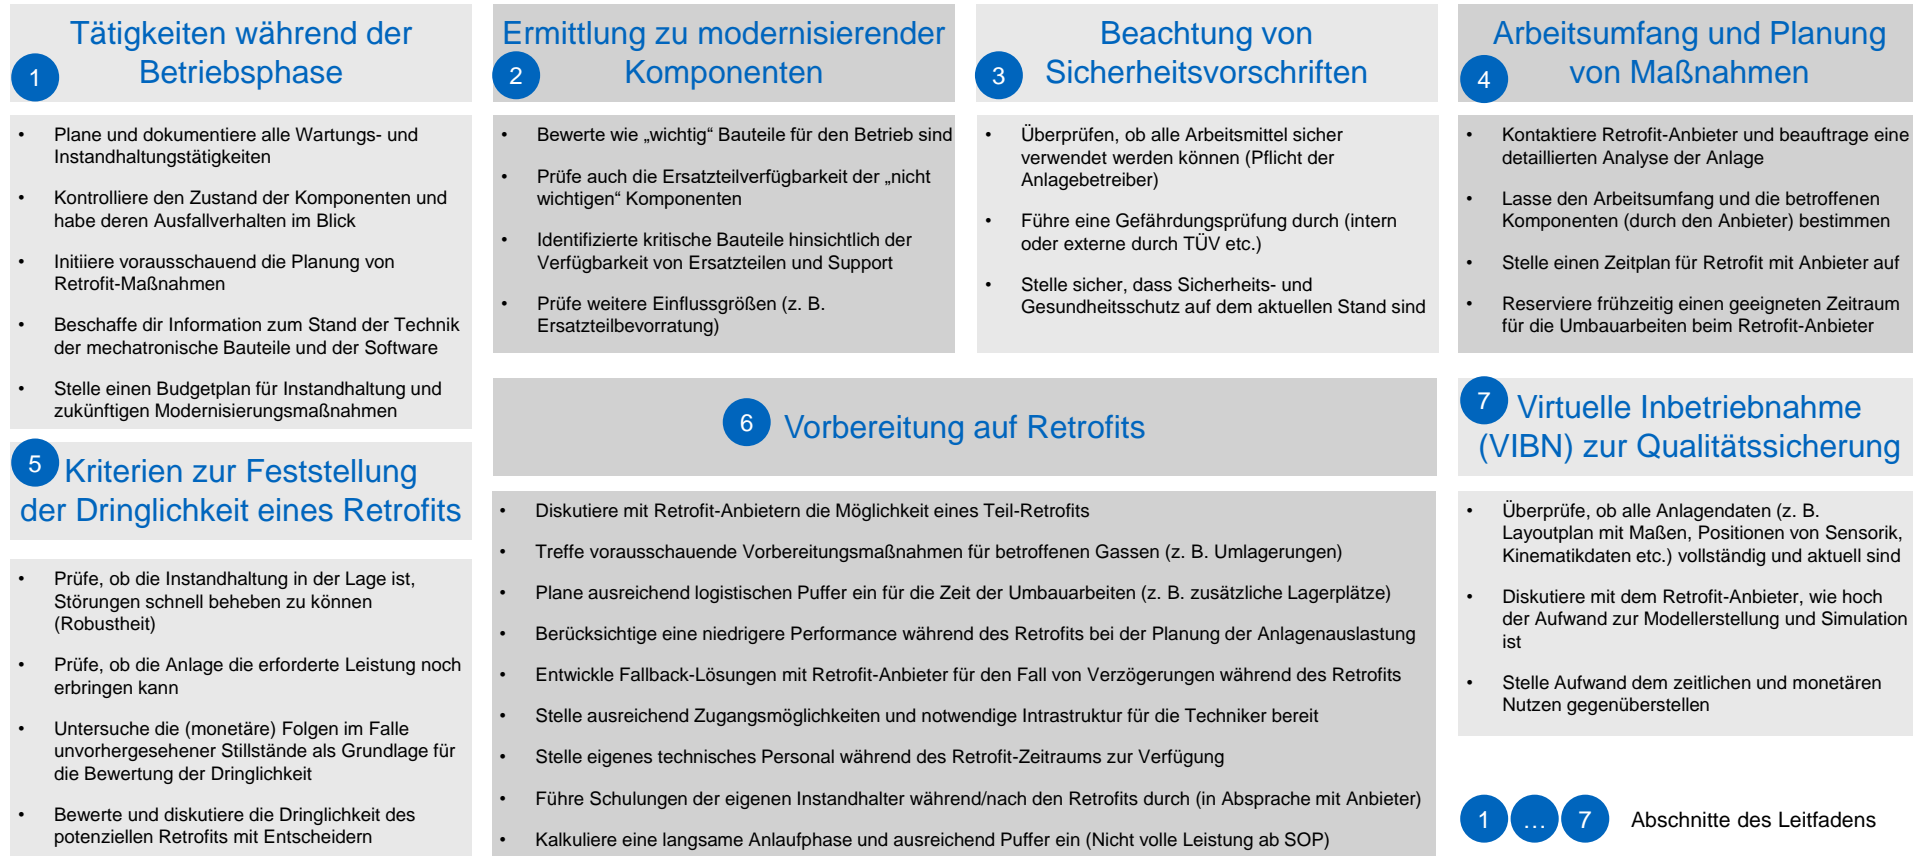 1
Tätigkeiten während der
Betriebsphase
• Plane und dokumentiere alle Wartungs- und
Instandhaltungstätigkeiten
• Kontrolliere den Zustand der Komponenten und
habe deren Ausfallverhalten im Blick
• Initiiere vorausschauend die Planung von
Retrofit-Maßnahmen
• Beschaffe dir Information zum Stand der Technik
der mechatronische Bauteile und der Software
• Stelle einen Budgetplan für Instandhaltung und
zukünftigen Modernisierungsmaßnahmen
2
Ermittlung zu modernisierender
Komponenten
• Bewerte wie „wichtig“ Bauteile für den Betrieb sind
• Prüfe auch die Ersatzteilverfügbarkeit der „nicht
wichtigen“ Komponenten
• Identifizierte kritische Bauteile hinsichtlich der
Verfügbarkeit von Ersatzteilen und Support
• Prüfe weitere Einflussgrößen (z. B.
Ersatzteilbevorratung)
3
Beachtung von
Sicherheitsvorschriften
• Überprüfen, ob alle Arbeitsmittel sicher
verwendet werden können (Pflicht der
Anlagebetreiber)
• Führe eine Gefährdungsprüfung durch (intern
oder externe durch TÜV etc.)
• Stelle sicher, dass Sicherheits- und
Gesundheitsschutz auf dem aktuellen Stand sind
4
Arbeitsumfang und Planung
von Maßnahmen
• Kontaktiere Retrofit-Anbieter und beauftrage eine
detaillierten Analyse der Anlage
• Lasse den Arbeitsumfang und die betroffenen
Komponenten (durch den Anbieter) bestimmen
• Stelle einen Zeitplan für Retrofit mit Anbieter auf
• Reserviere frühzeitig einen geeigneten Zeitraum
für die Umbauarbeiten beim Retrofit-Anbieter
5
Kriterien zur Feststellung
der Dringlichkeit eines Retrofits
• Prüfe, ob die Instandhaltung in der Lage ist,
Störungen schnell beheben zu können
(Robustheit)
• Prüfe, ob die Anlage die erforderte Leistung noch
erbringen kann
• Untersuche die (monetäre) Folgen im Falle
unvorhergesehener Stillstände als Grundlage für
die Bewertung der Dringlichkeit
• Bewerte und diskutiere die Dringlichkeit des
potenziellen Retrofits mit Entscheidern
6
Vorbereitung auf Retrofits
• Diskutiere mit Retrofit-Anbietern die Möglichkeit eines Teil-Retrofits
• Treffe vorausschauende Vorbereitungsmaßnahmen für betroffenen Gassen (z. B. Umlagerungen)
• Plane ausreichend logistischen Puffer ein für die Zeit der Umbauarbeiten (z. B. zusätzliche Lagerplätze)
• Berücksichtige eine niedrigere Performance während des Retrofits bei der Planung der Anlagenauslastung
• Entwickle Fallback-Lösungen mit Retrofit-Anbieter für den Fall von Verzögerungen während des Retrofits
• Stelle ausreichend Zugangsmöglichkeiten und notwendige Intrastruktur für die Techniker bereit
• Stelle eigenes technisches Personal während des Retrofit-Zeitraums zur Verfügung
• Führe Schulungen der eigenen Instandhalter während/nach den Retrofits durch (in Absprache mit Anbieter)
• Kalkuliere eine langsame Anlaufphase und ausreichend Puffer ein (Nicht volle Leistung ab SOP)
7
Virtuelle Inbetriebnahme
(VIBN) zur Qualitätssicherung
• Überprüfe, ob alle Anlagendaten (z. B.
Layoutplan mit Maßen, Positionen von Sensorik,
Kinematikdaten etc.) vollständig und aktuell sind
• Diskutiere mit dem Retrofit-Anbieter, wie hoch
der Aufwand zur Modellerstellung und Simulation
ist
• Stelle Aufwand dem zeitlichen und monetären
Nutzen gegenüberstellen
1 … 7 Abschnitte des Leitfadens